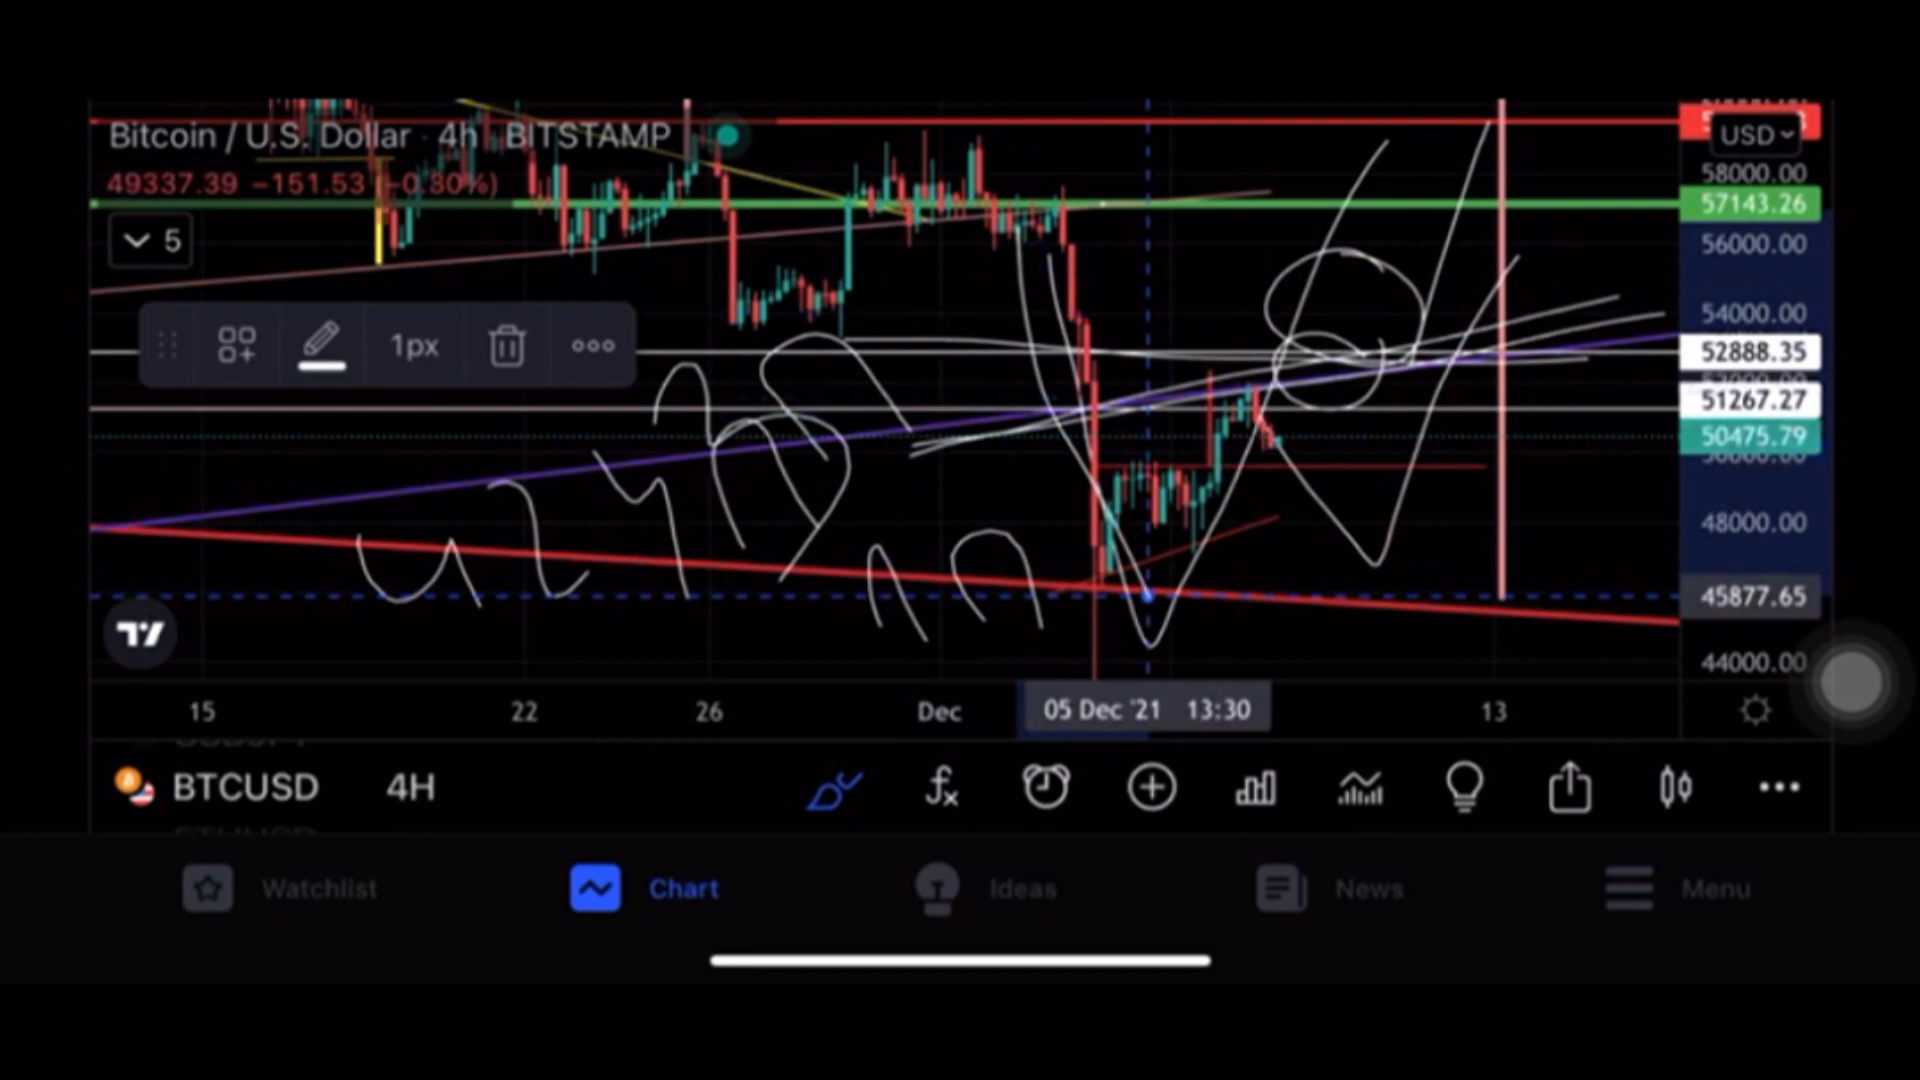 Bitcoin / U.S. Dollar · 4h · BITSTAMP
49337.39 −151.53 (−0.30%)
5
1px
USD
58000.00
57143.26
56000.00
54000.00
52888.35
51267.27
50475.79
48000.00
45877.65
44000.00
15 22 26 Dec 05 Dec '21 13:30 13
BTCUSD 4H
Watchlist Chart Ideas News Menu